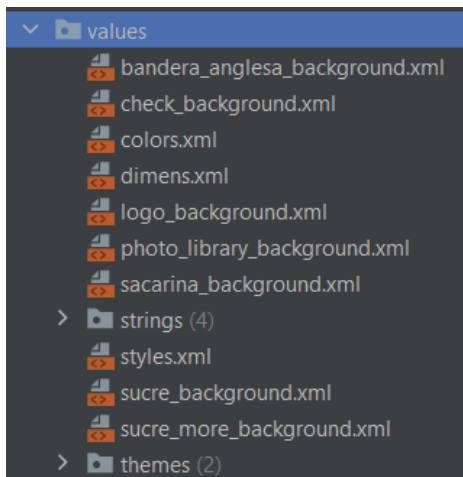 values
bandera_anglesa_background.xml
check_background.xml
colors.xml
dimens.xml
logo_background.xml
photo_library_background.xml
sacarina_background.xml
strings (4)
styles.xml
sucre_background.xml
sucre_more_background.xml
themes (2)